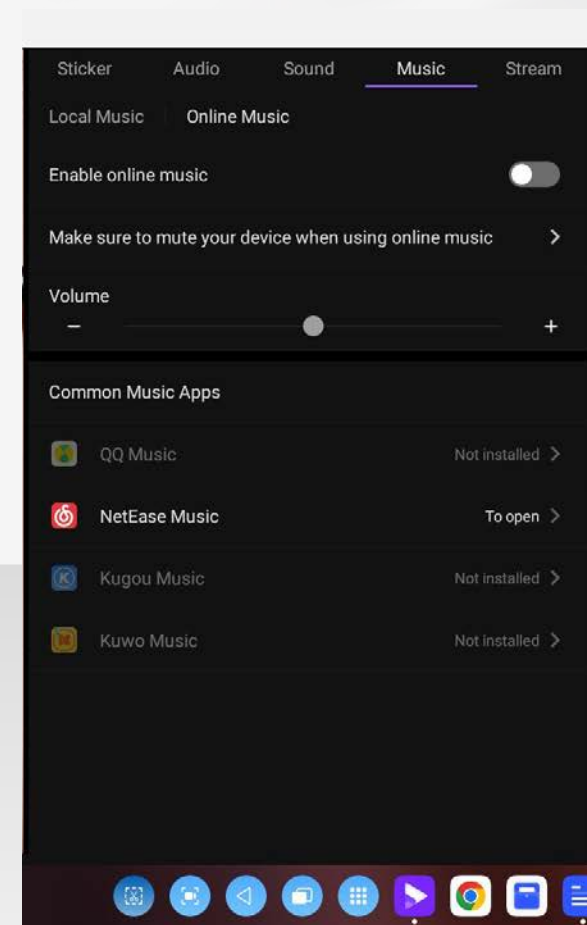 Sticker Audio Sound Music Stream
Local Music Online Music
Enable online music
Make sure to mute your device when using online music
Volume
Common Music Apps
QQ Music Not installed
NetEase Music To open
Kugou Music Not installed
Kuwo Music Not installed